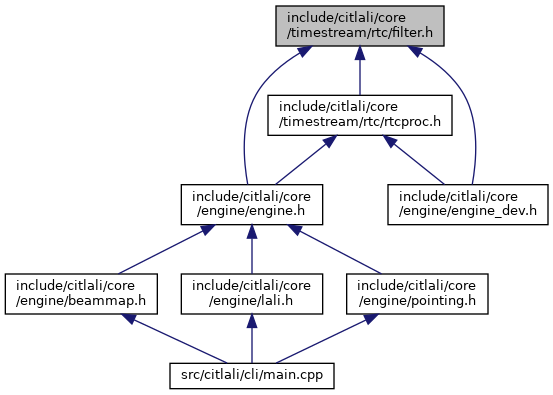 include/citlali/core
/timestream/rtc/filter.h
include/citlali/core
/timestream/rtc/rtcproc.h
include/citlali/core
/engine/engine.h
include/citlali/core
/engine/engine_dev.h
include/citlali/core
/engine/beammap.h
include/citlali/core
/engine/lali.h
include/citlali/core
/engine/pointing.h
src/citlali/cli/main.cpp